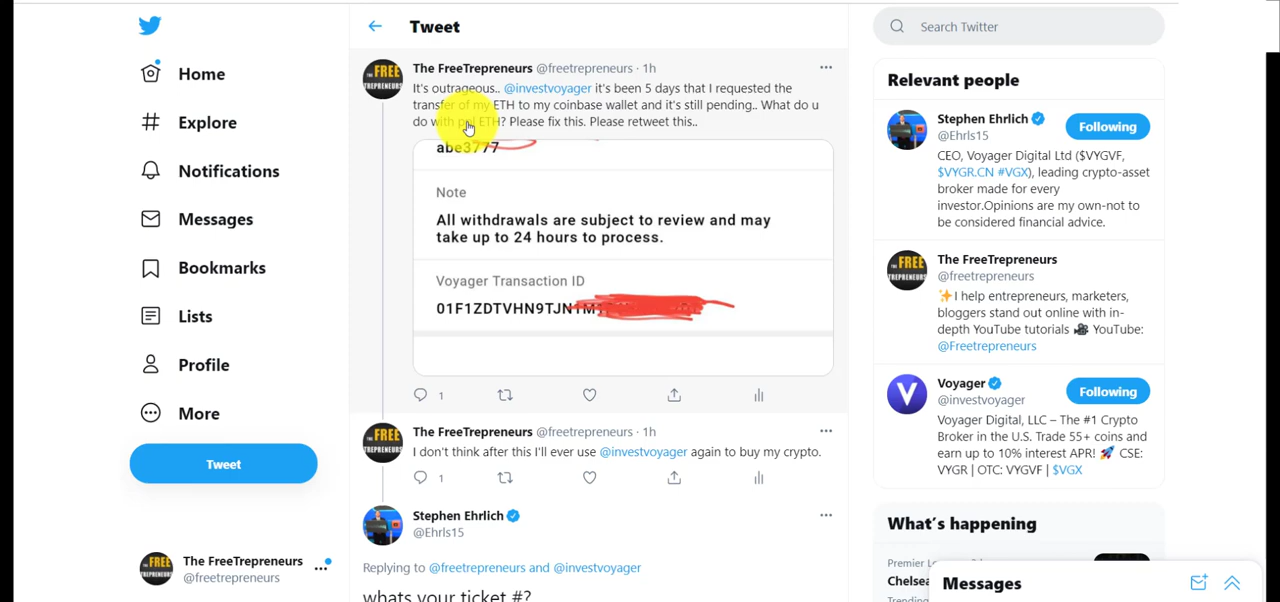 Tweet
Search Twitter
Home
Explore
Notifications
Messages
Bookmarks
Lists
Profile
More
Tweet
The FreeTrepreneurs
@freetrepreneurs
The FreeTrepreneurs @freetrepreneurs · 1h
It's outrageous.. @investvoyager it's been 5 days that I requested the
transfer of my ETH to my coinbase wallet and it's still pending.. What do u
do with ETH? Please fix this. Please retweet this..
abe3777
Note
All withdrawals are subject to review and may
take up to 24 hours to process.
Voyager Transaction ID
01F1ZDTVHN9TJN
1
The FreeTrepreneurs @freetrepreneurs · 1h
I don't think after this I'll ever use @investvoyager again to buy my crypto.
1
Stephen Ehrlich
@Ehrls15
Replying to @freetrepreneurs and @investvoyager
whats your ticket #?
Relevant people
Stephen Ehrlich
@Ehrls15
Following
CEO, Voyager Digital Ltd ($VYGVF,
$VYGR.CN #VGX), leading crypto-asset
broker made for every
investor.Opinions are my own-not to
be considered financial advice.
The FreeTrepreneurs
@freetrepreneurs
✨I help entrepreneurs, marketers,
bloggers stand out online with in-
depth YouTube tutorials 🎥 YouTube:
@Freetrepreneurs
Voyager
@investvoyager
Following
Voyager Digital, LLC – The #1 Crypto
Broker in the U.S. Trade 55+ coins and
earn up to 10% interest APR! 🚀 CSE:
VYGR | OTC: VYGVF | $VGX
What's happening
Premier
Chelsea
Trending
Messages